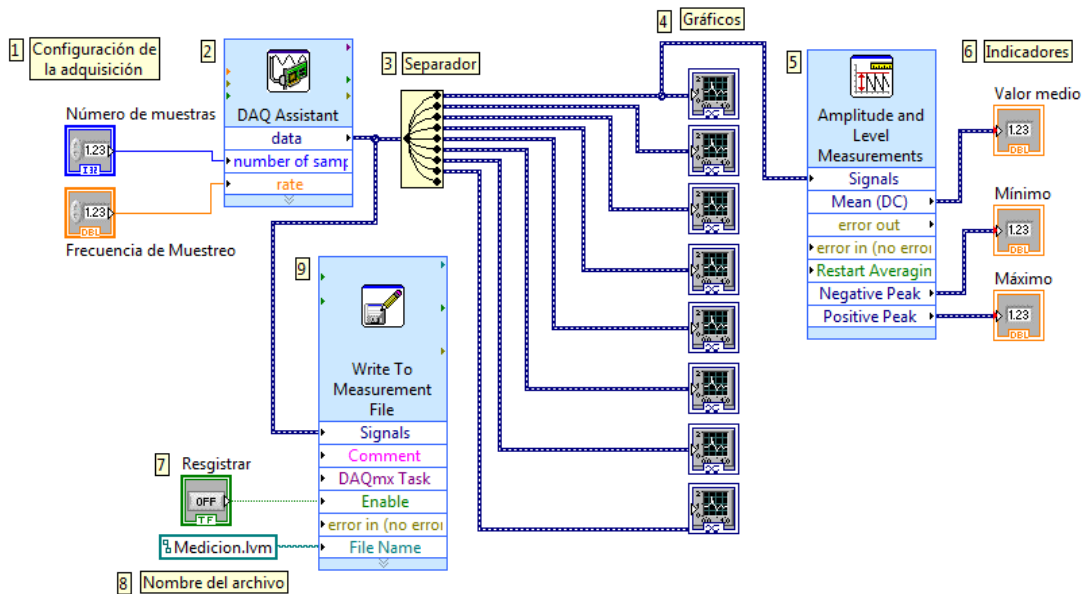 1
Configuración de
la adquisición
Número de muestras
1.23
I32
1.23
DBL
Frecuencia de Muestreo
2
DAQ Assistant
data
number of samp
rate
3
Separador
4
Gráficos
5
Amplitude and
Level
Measurements
Signals
Mean (DC)
error out
error in (no erro
Restart Averagin
Negative Peak
Positive Peak
6
Indicadores
Valor medio
1.23
DBL
Mínimo
1.23
DBL
Máximo
1.23
DBL
9
Write To
Measurement
File
Signals
Comment
DAQmx Task
Enable
error in (no erro
File Name
7
Resgistrar
OFF
TF
Medicion.lvm
8
Nombre del archivo